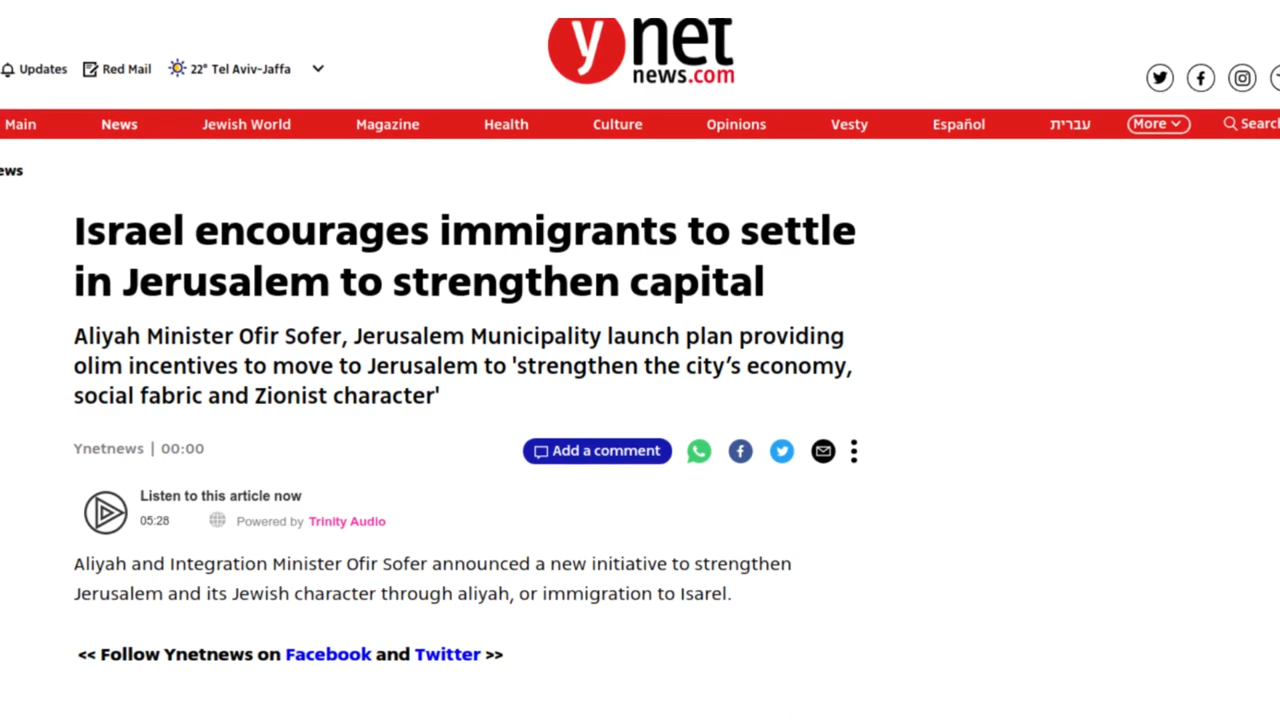 ynet
news.com
Updates Red Mail 22° Tel Aviv-Jaffa
Main News Jewish World Magazine Health Culture Opinions Vesty Español עברית More Searc
ews
Israel encourages immigrants to settle
in Jerusalem to strengthen capital
Aliyah Minister Ofir Sofer, Jerusalem Municipality launch plan providing
olim incentives to move to Jerusalem to 'strengthen the city’s economy,
social fabric and Zionist character'
Ynetnews | 00:00 Add a comment
Listen to this article now
05:28 Powered by Trinity Audio
Aliyah and Integration Minister Ofir Sofer announced a new initiative to strengthen
Jerusalem and its Jewish character through aliyah, or immigration to Isarel.
<< Follow Ynetnews on Facebook and Twitter >>